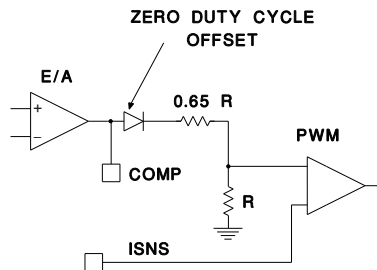 ZERO DUTY CYCLE
OFFSET
E/A
0.65 R
PWM
+
−
COMP
R
ISNS